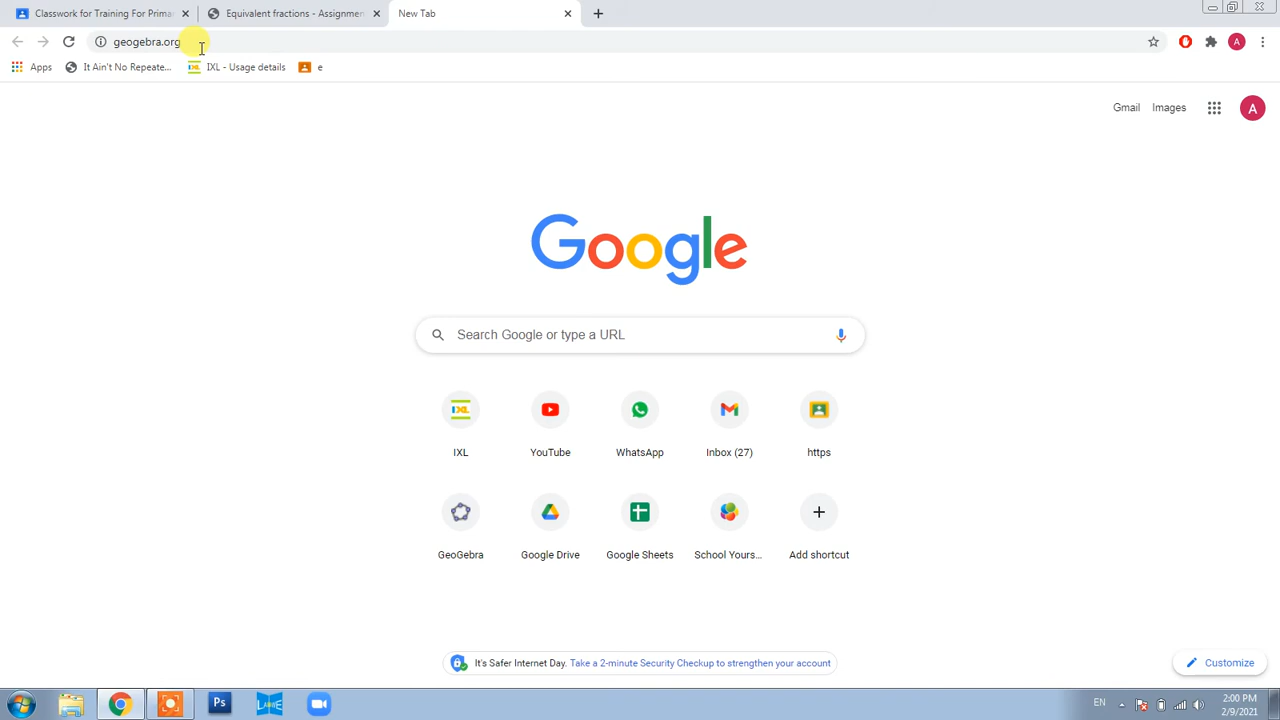 Classwork for Training For Prima
Equivalent fractions - Assignmen
New Tab
geogebra.org
A
Apps
It Ain't No Repeate...
IXL - Usage details
e
Gmail
Images
A
Google
Search Google or type a URL
IXL
IXL
YouTube
WhatsApp
Inbox (27)
https
GeoGebra
Google Drive
Google Sheets
School Yours...
Add shortcut
It's Safer Internet Day. Take a 2-minute Security Checkup to strengthen your account
Customize
Ps
EN
2:00 PM
2/9/2021